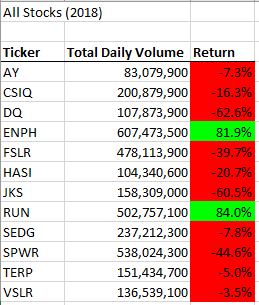 All Stocks (2018)
Ticker Total Daily Volume Return
AY 83,079,900 -7.3%
CSIQ 200,879,900 -16.3%
DQ 107,873,900 -62.6%
ENPH 607,473,500 81.9%
FSLR 478,113,900 -39.7%
HASI 104,340,600 -20.7%
JKS 158,309,000 -60.5%
RUN 502,757,100 84.0%
SEDG 237,212,300 -7.8%
SPWR 538,024,300 -44.6%
TERP 151,434,700 -5.0%
VSLR 136,539,100 -3.5%